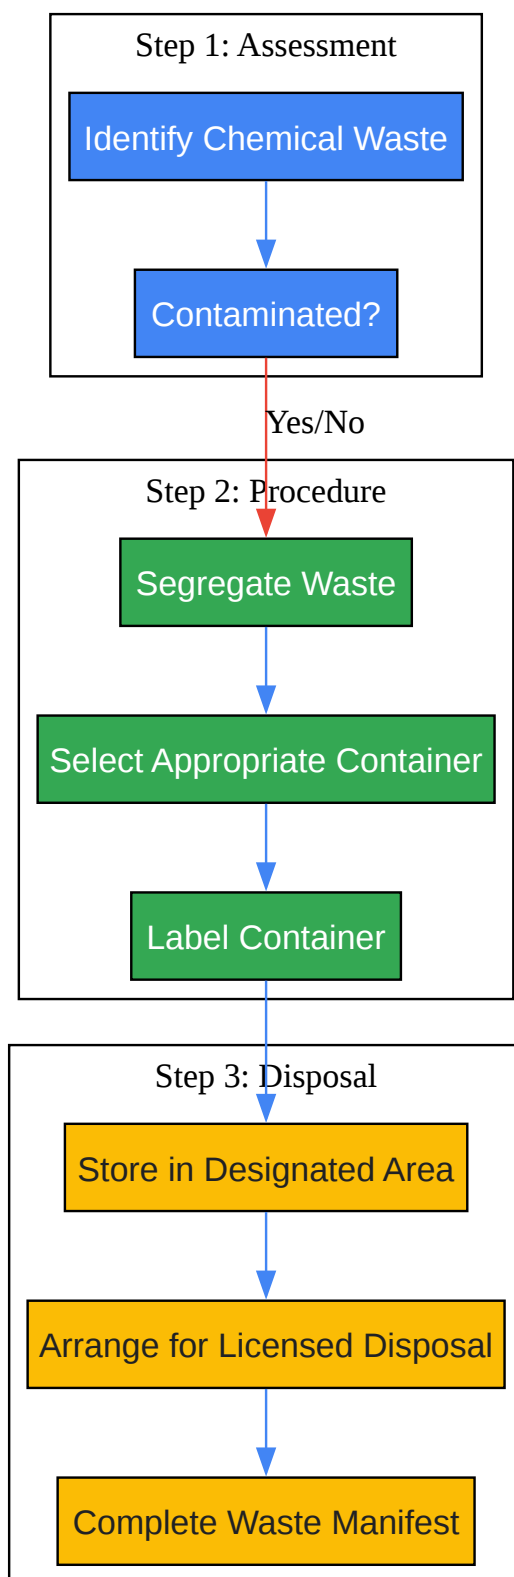 Step 1: Assessment
Identify Chemical Waste
Contaminated?
Yes/No
Step 2: Procedure
Segregate Waste
Select Appropriate Container
Label Container
Step 3: Disposal
Store in Designated Area
Arrange for Licensed Disposal
Complete Waste Manifest